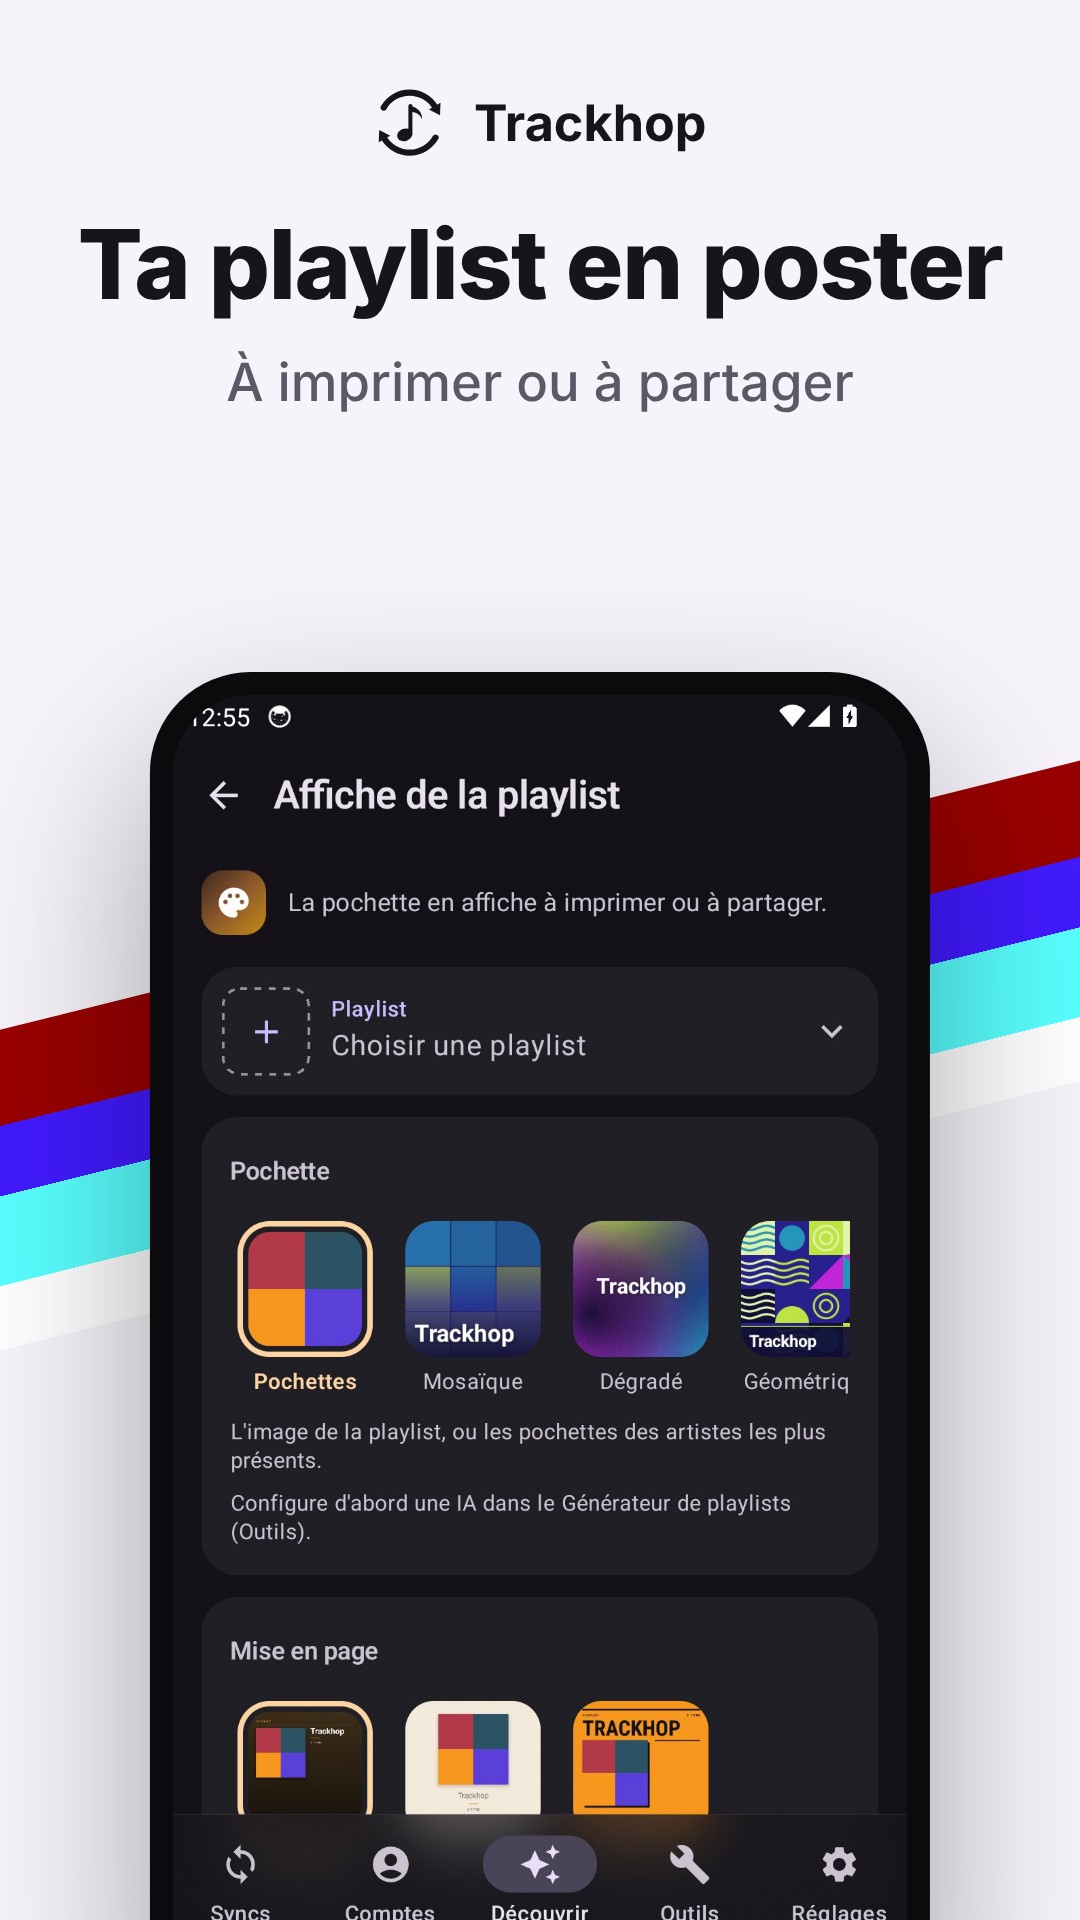 Trackhop
Ta playlist en poster
À imprimer ou à partager
12:55
Affiche de la playlist
La pochette en affiche à imprimer ou à partager.
Playlist
Choisir une playlist
Pochette
Trackhop
Trackhop
Trackhop
Pochettes
Mosaïque
Dégradé
Géométriq
L'image de la playlist, ou les pochettes des artistes les plus
présents.
Configure d'abord une IA dans le Générateur de playlists
(Outils).
Mise en page
Trackhop
Trackhop
TRACKHOP
Syncs
Comptes
Découvrir
Outils
Réglages